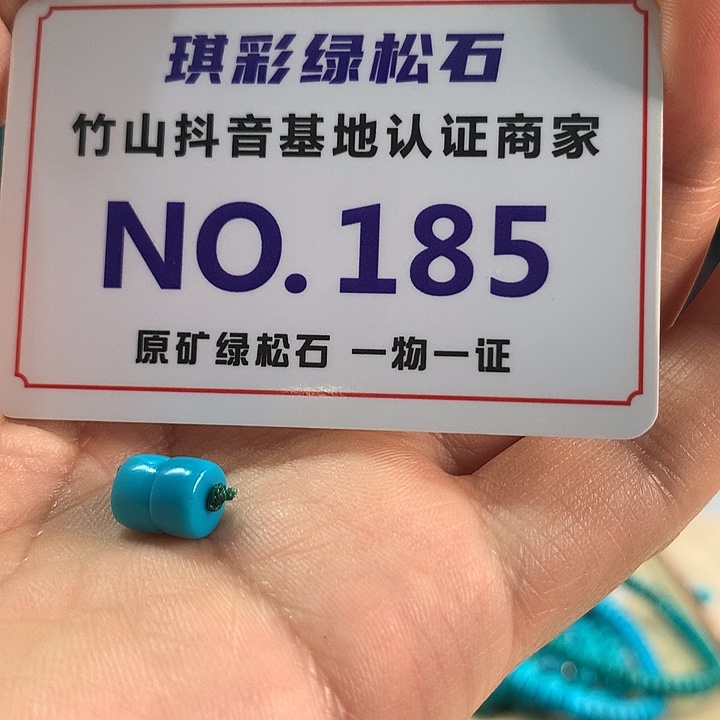 琪彩绿松石
竹山抖音基地认证商家
NO.185
原矿绿松石 一物一证